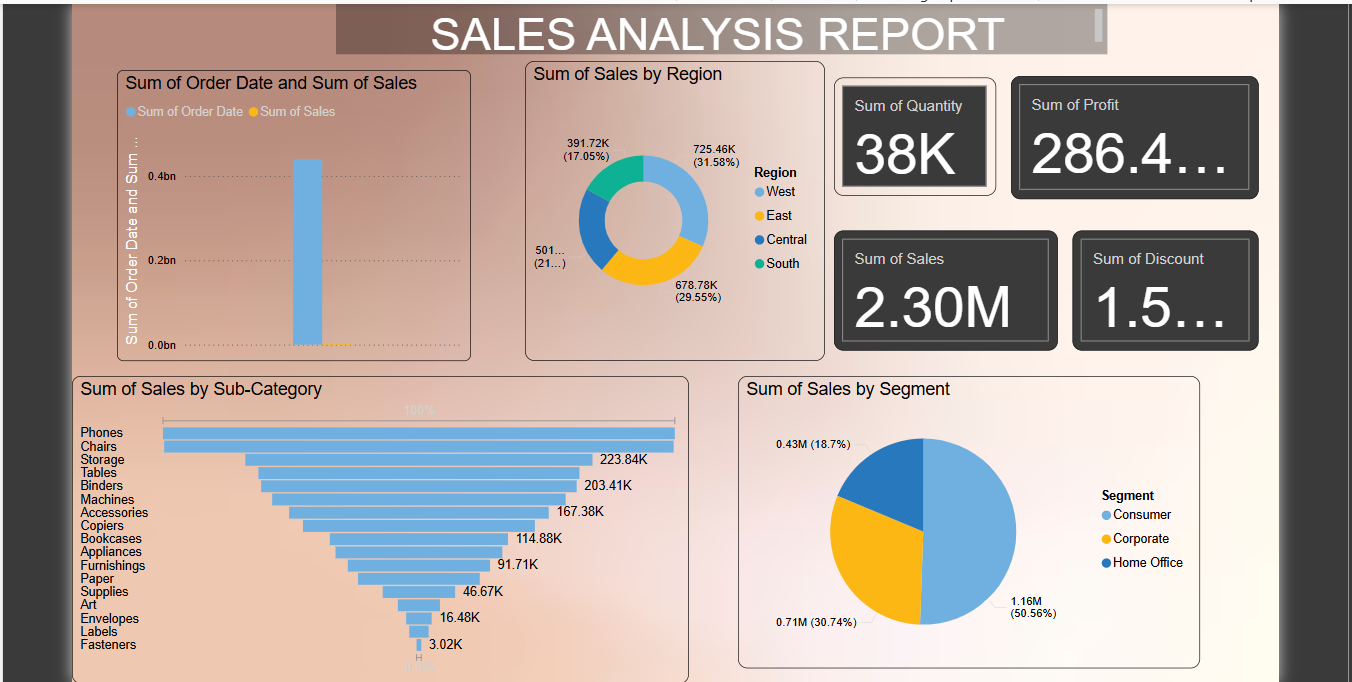 SALES ANALYSIS REPORT
Sum of Order Date and Sum of Sales
Sum of Order Date Sum of Sales
Sum of Order Date and Sum ...
0.4bn
0.2bn
0.0bn
Sum of Sales by Region
391.72K
(17.05%)
725.46K
(31.58%)
501...
(21...)
678.78K
(29.55%)
Region
West
East
Central
South
Sum of Quantity
38K
Sum of Profit
286.4...
Sum of Sales
2.30M
Sum of Discount
1.5...
Sum of Sales by Sub-Category
100%
Phones
Chairs
Storage 223.84K
Tables
Binders 203.41K
Machines
Accessories 167.38K
Copiers
Bookcases 114.88K
Appliances
Furnishings 91.71K
Paper
Supplies 46.67K
Art
Envelopes 16.48K
Labels
Fasteners 3.02K
Sum of Sales by Segment
0.43M (18.7%)
0.71M (30.74%)
1.16M
(50.56%)
Segment
Consumer
Corporate
Home Office